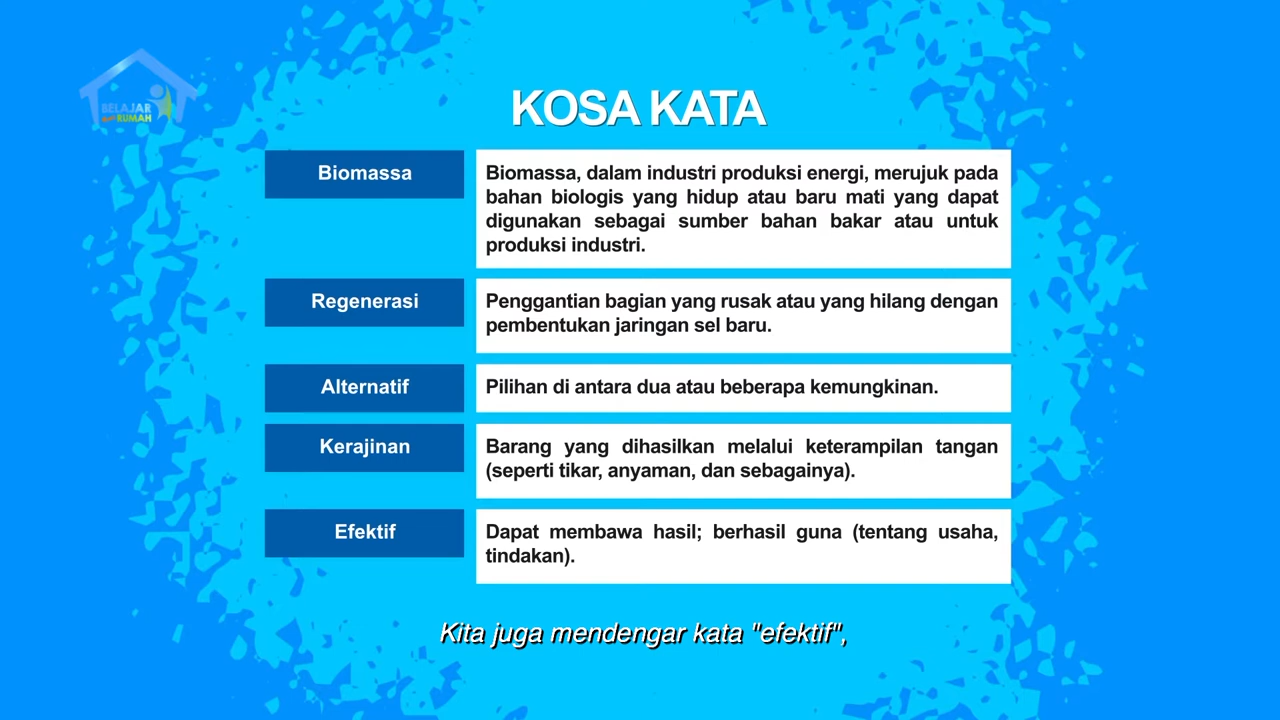 BELAJAR
dari RUMAH
KOSA KATA
Biomassa
Biomassa, dalam industri produksi energi, merujuk pada
bahan biologis yang hidup atau baru mati yang dapat
digunakan sebagai sumber bahan bakar atau untuk
produksi industri.
Regenerasi
Penggantian bagian yang rusak atau yang hilang dengan
pembentukan jaringan sel baru.
Alternatif
Pilihan di antara dua atau beberapa kemungkinan.
Kerajinan
Barang yang dihasilkan melalui keterampilan tangan
(seperti tikar, anyaman, dan sebagainya).
Efektif
Dapat membawa hasil; berhasil guna (tentang usaha,
tindakan).
Kita juga mendengar kata "efektif",